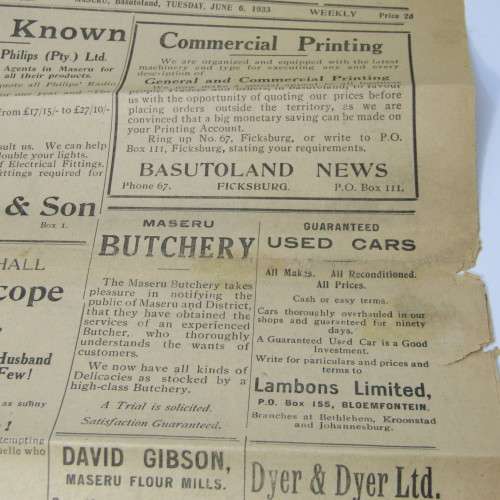 MASERU, Basutoland, TUESDAY, JUNE 6, 1933 WEEKLY Price 2d
Known
Philips (Pty.) Ltd.
Agents in Maseru for
all their products.
From £17/15/- to £27/10/-
sult us. We can help
double your lights.
f Electrical Fittings.
ittings required for
& Son
Box 1.
HALL
cope
Husband
Few!
as sunny
!
ttempting
uelle who
Commercial Printing
We are organised and equipped with the latest
machinery and type for executing any and every
description of
General and Commercial Printing
us with the opportunity of quoting our prices before
placing orders outside the territory, as we are
convinced that a big monetary saving can be made on
your Printing Account.
Ring up No. 67, Ficksburg, or write to P.O.
Box 111, Ficksburg, stating your requirements.
BASUTOLAND NEWS
Phone 67. FICKSBURG. P.O. Box 111.
MASERU
BUTCHERY
The Maseru Butchery takes
pleasure in notifying the
public of Maseru and District,
that they have obtained the
services of an experienced
Butcher, who thoroughly
understands the wants of
customers.
We now have all kinds of
Delicacies as stocked by a
high-class Butchery.
A Trial is solicited.
Satisfaction Guaranteed.
GUARANTEED
USED CARS
All Makes. All Reconditioned.
All Prices.
Cash or easy terms.
Cars thoroughly overhauled in our
shops and guaranteed for ninety
days.
A Guaranteed Used Car is a Good
Investment.
Write for particulars and prices and
terms to
Lambons Limited,
P.O. Box 155, BLOEMFONTEIN.
Branches at Bethlehem, Kroonstad
and Johannesburg.
DAVID GIBSON,
MASERU FLOUR MILLS.
Dyer & Dyer Ltd.